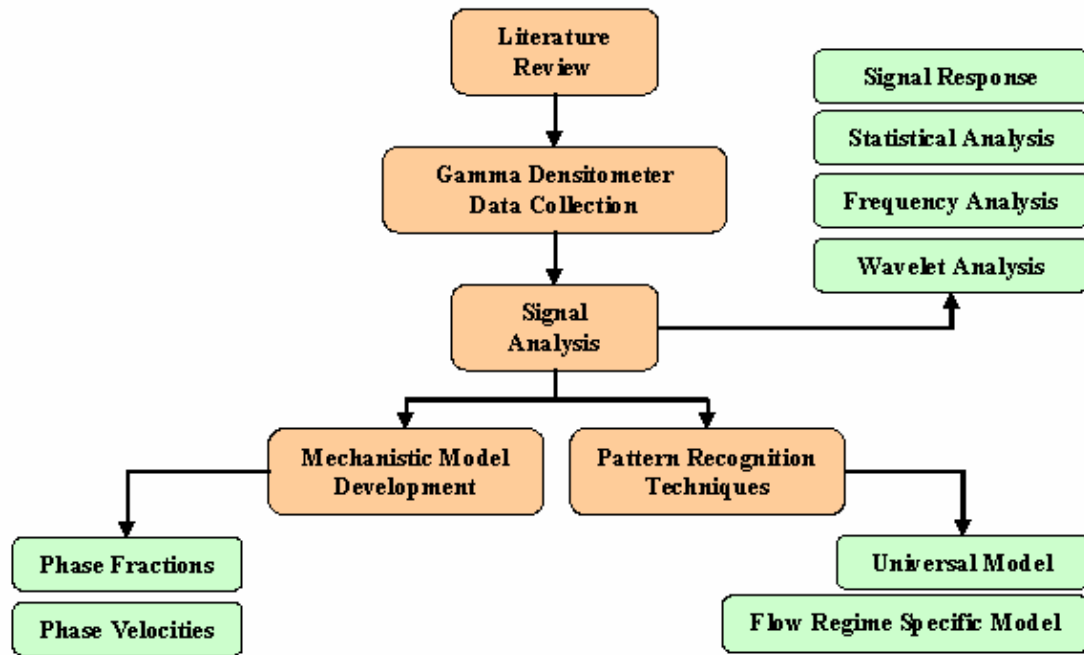 Literature
Review
Signal Response
Statistical Analysis
Gamma Densitometer
Data Collection
Frequency Analysis
Wavelet Analysis
Signal
Analysis
Mechanistic Model
Development
Pattern Recognition
Techniques
Phase Fractions
Phase Velocities
Universal Model
Flow Regime Specific Model